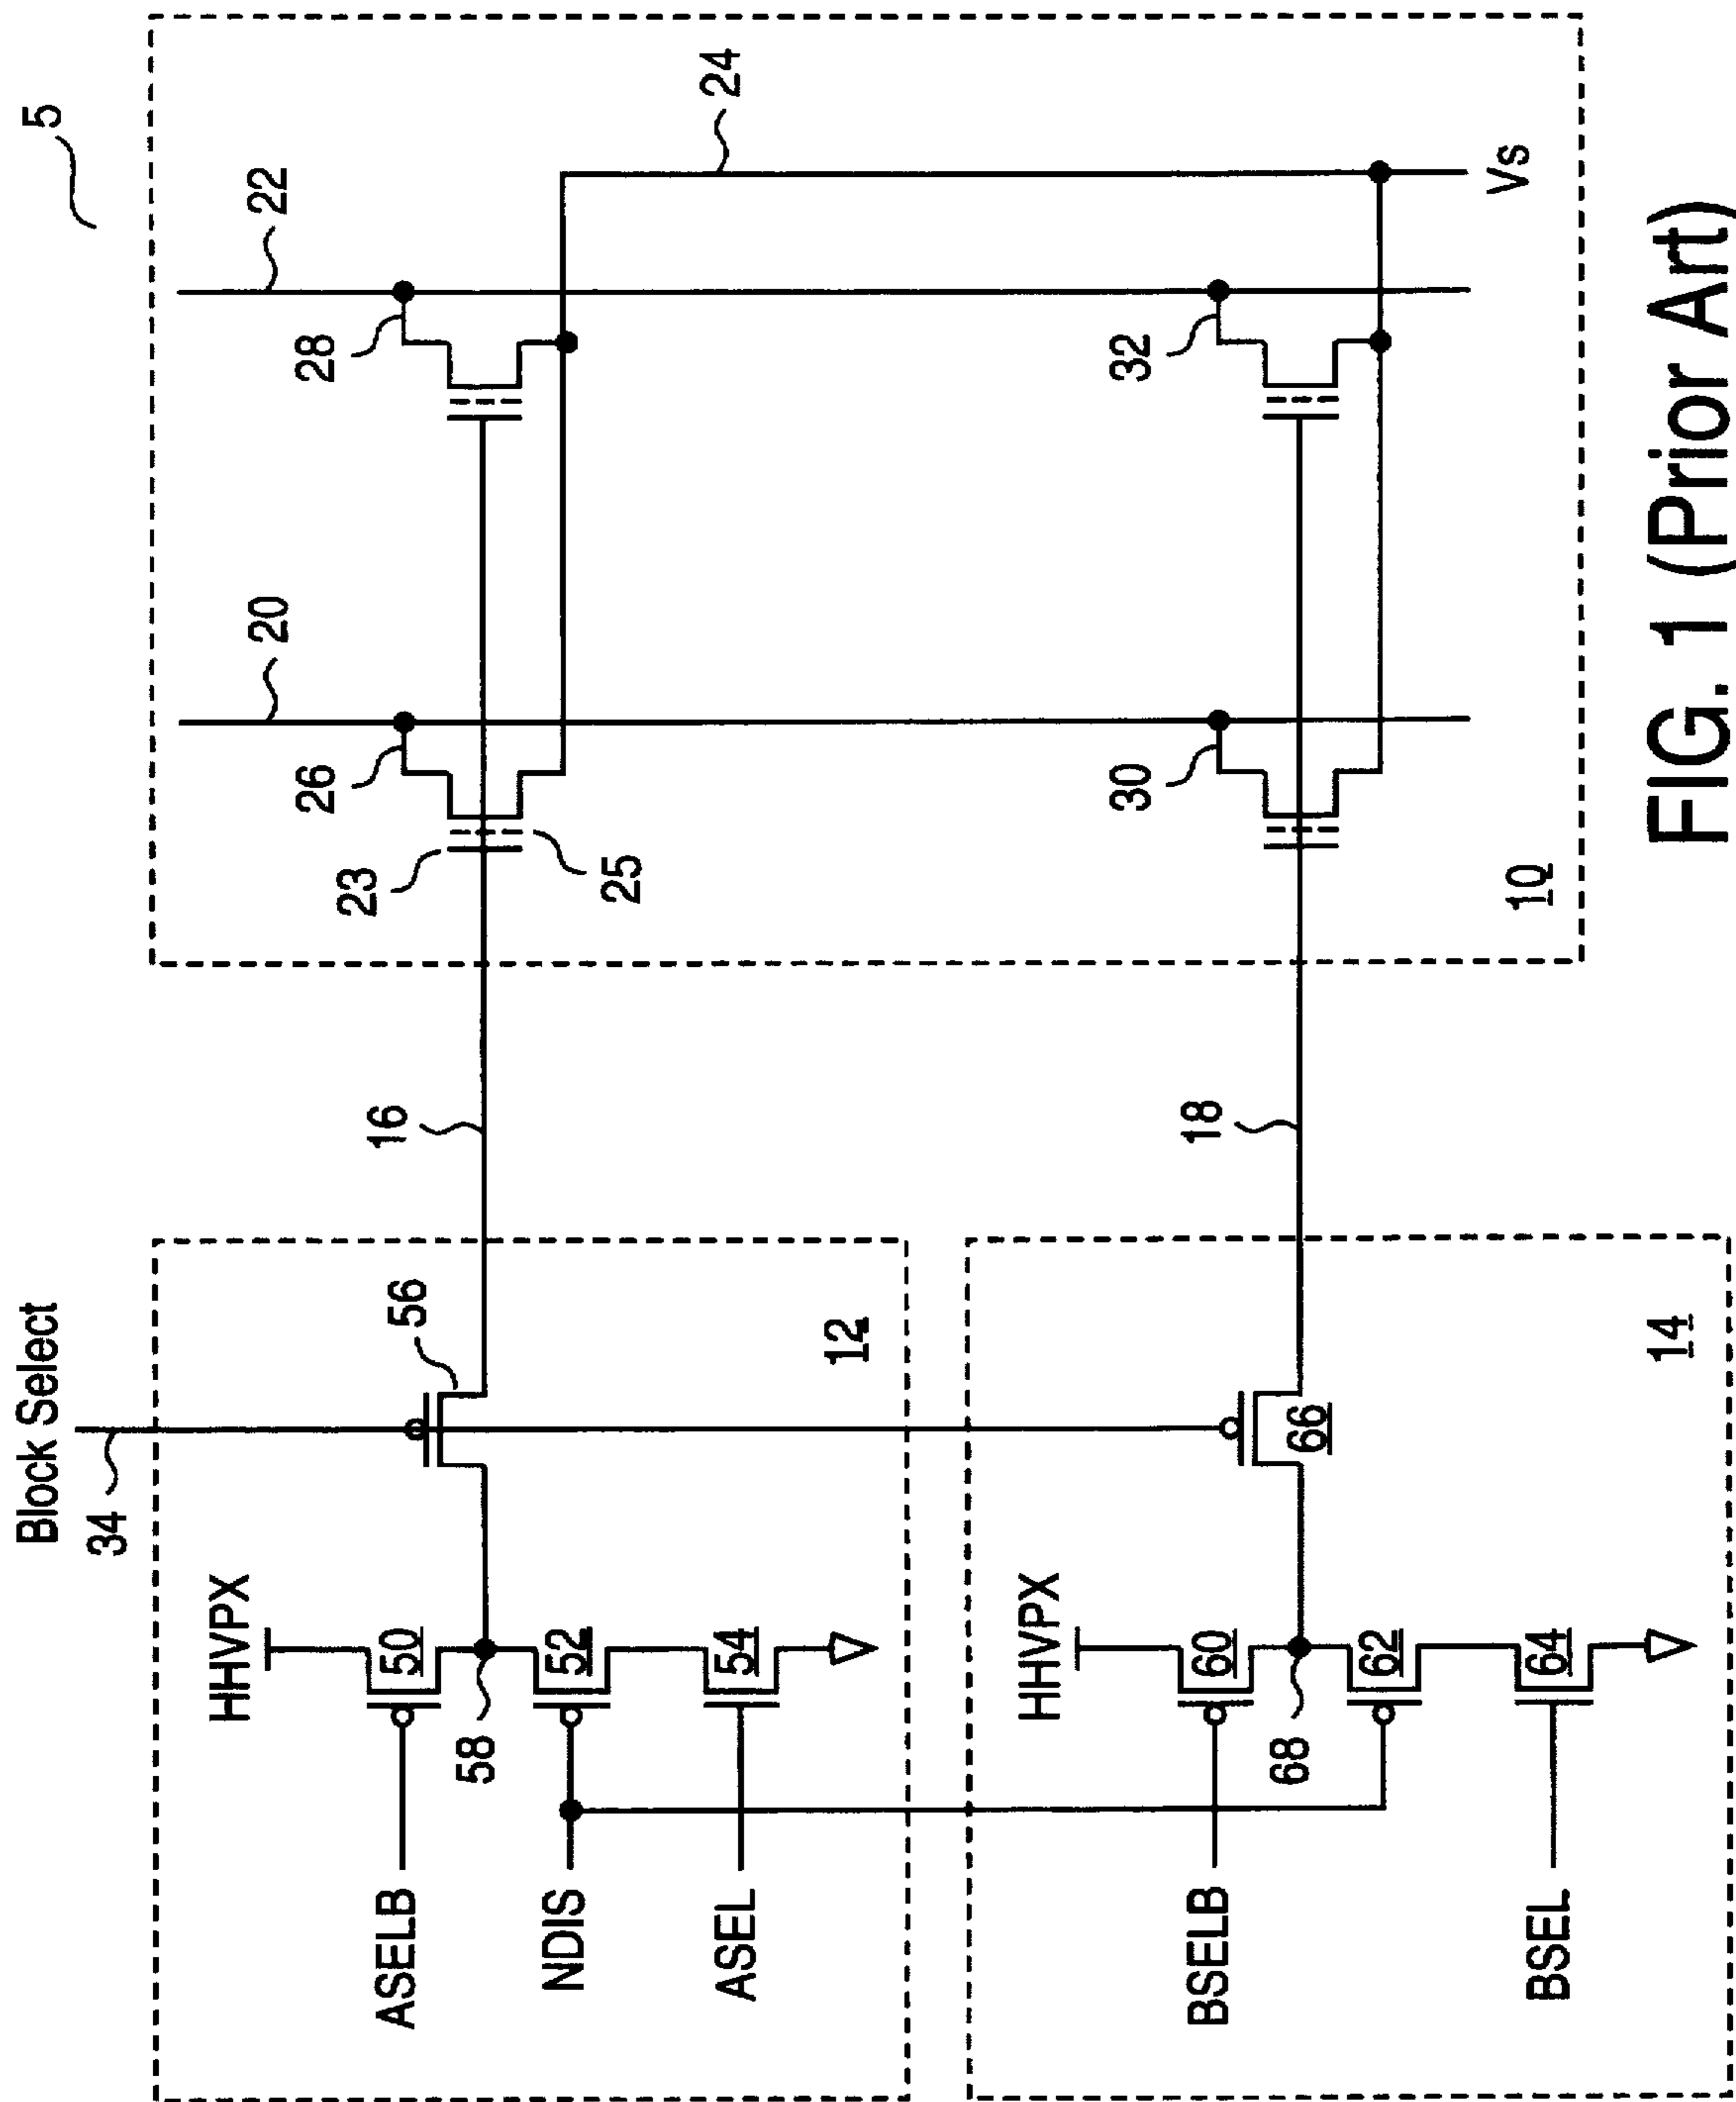 5
Block Select
34
HHVPX
ASELB
50
58
NDIS
52
ASEL
54
56
12
16
20
22
26
28
23
25
24
HHVPX
BSELB
60
68
62
BSEL
64
66
14
18
30
32
10
Vs
FIG. 1 (Prior Art)